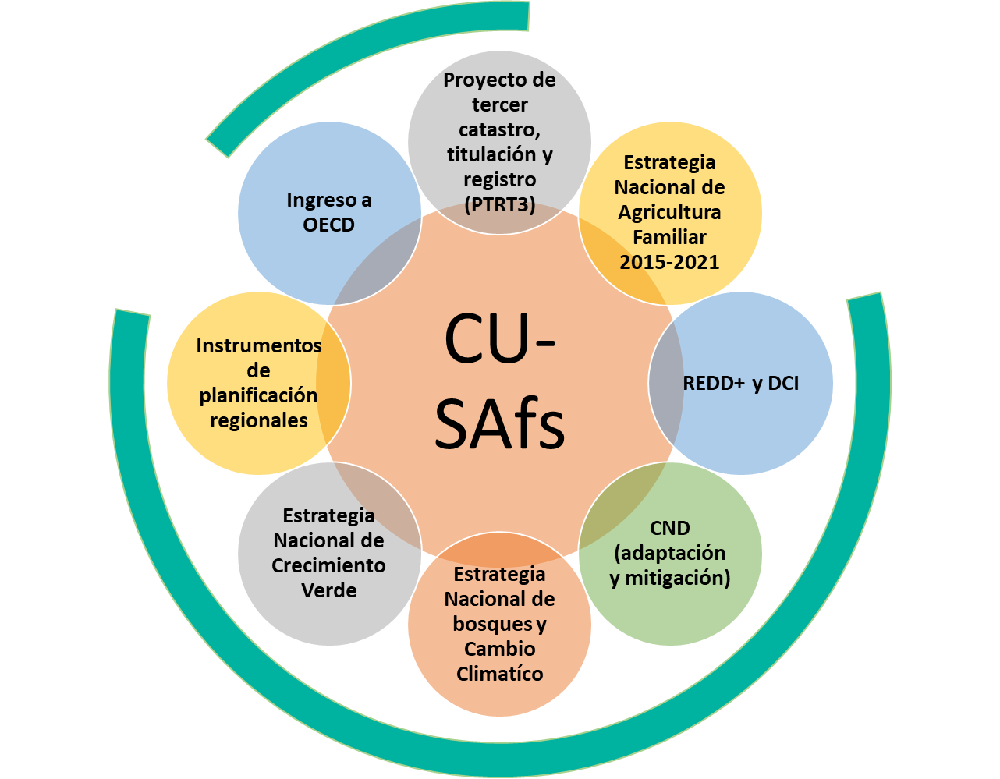 Proyecto de
tercer
catastro,
titulación y
registro
(PTRT3)
Estrategia
Nacional de
Agricultura
Familiar
2015-2021
Ingreso a
OECD
CU-
SAfs
Instrumentos
de
planificación
regionales
REDD+ y DCI
Estrategia
Nacional de
Crecimiento
Verde
CND
(adaptación
y mitigación)
Estrategia
Nacional de
bosques y
Cambio
Climatíco